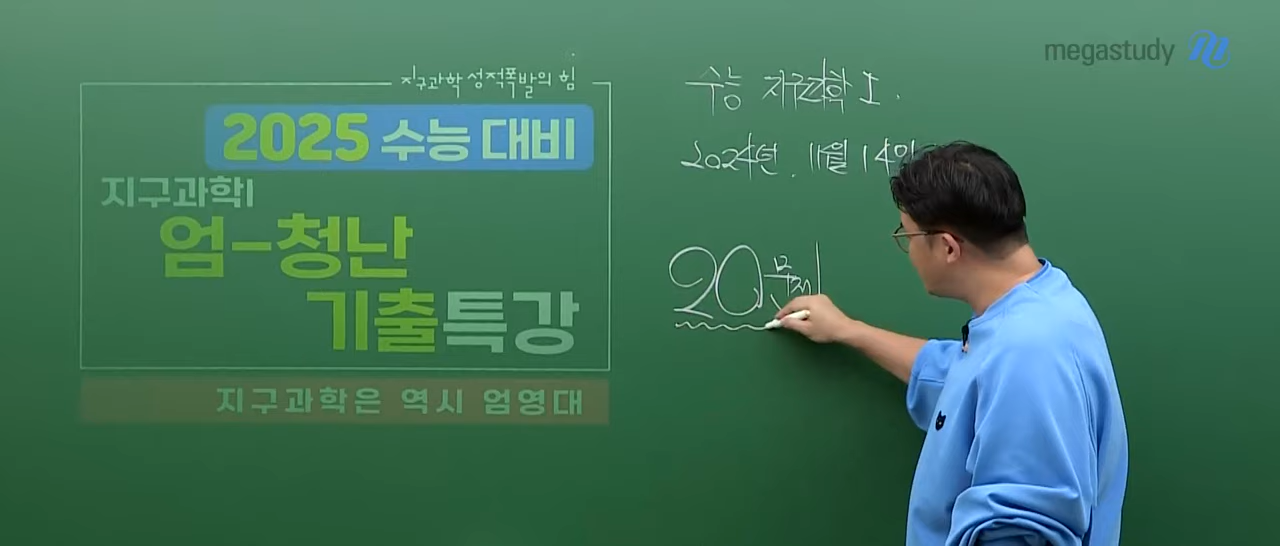 지구과학 성적폭발의 힘
2025 수능 대비
지구과학I
엄-청난
기출특강
지구과학은 역시 엄영대
megastudy
수능 지구과학 I.
2024년. 11월 14일
20문제